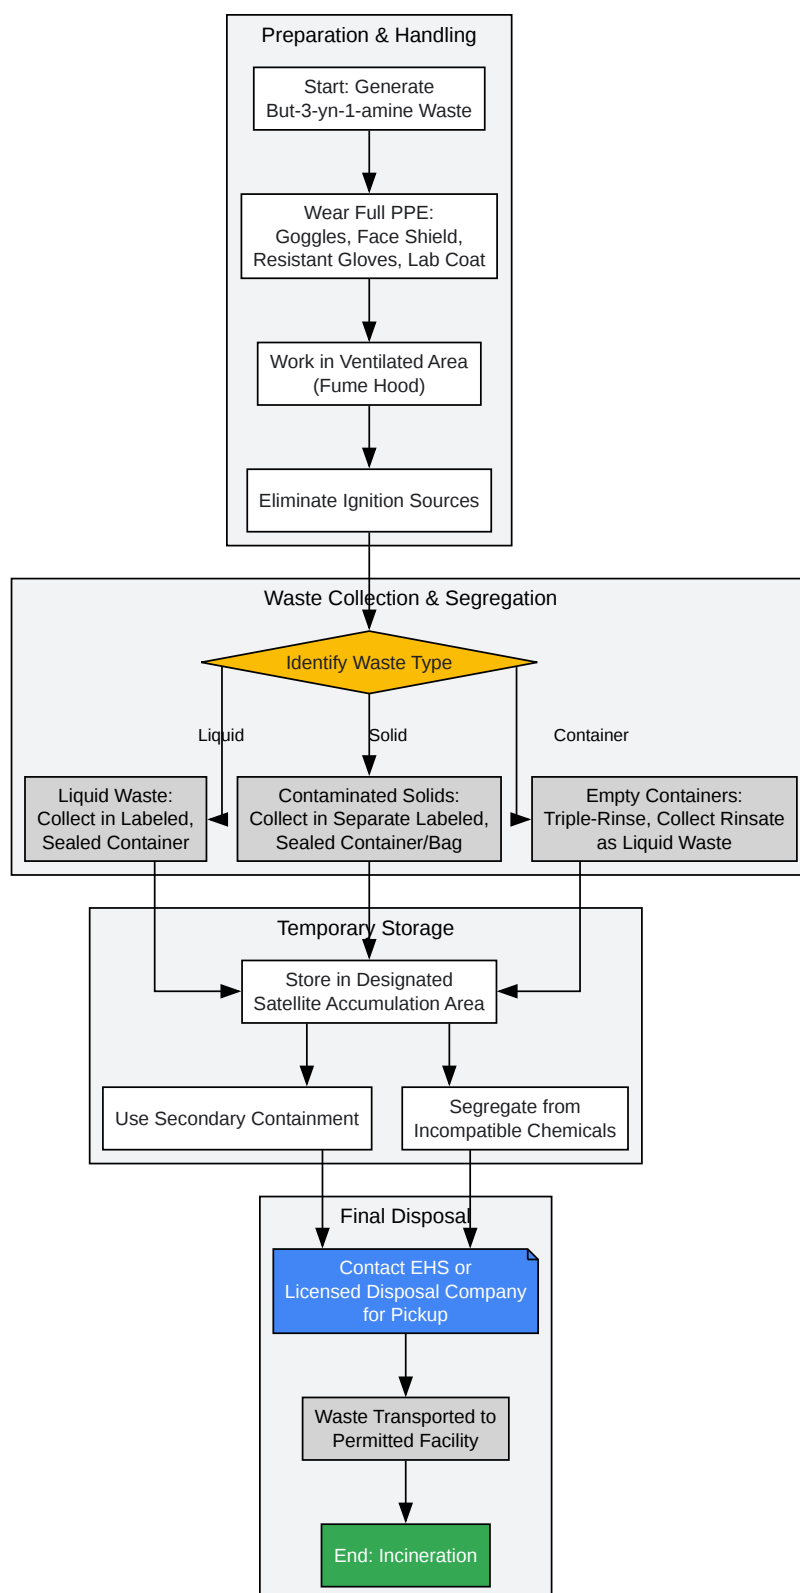 Preparation & Handling
Start: Generate
But-3-yn-1-amine Waste
Wear Full PPE:
Goggles, Face Shield,
Resistant Gloves, Lab Coat
Work in Ventilated Area
(Fume Hood)
Eliminate Ignition Sources
Waste Collection & Segregation
Identify Waste Type
Liquid
Solid
Container
Liquid Waste:
Collect in Labeled,
Sealed Container
Contaminated Solids:
Collect in Separate Labeled,
Sealed Container/Bag
Empty Containers:
Triple-Rinse, Collect Rinsate
as Liquid Waste
Temporary Storage
Store in Designated
Satellite Accumulation Area
Use Secondary Containment
Segregate from
Incompatible Chemicals
Final Disposal
Contact EHS or
Licensed Disposal Company
for Pickup
Waste Transported to
Permitted Facility
End: Incineration